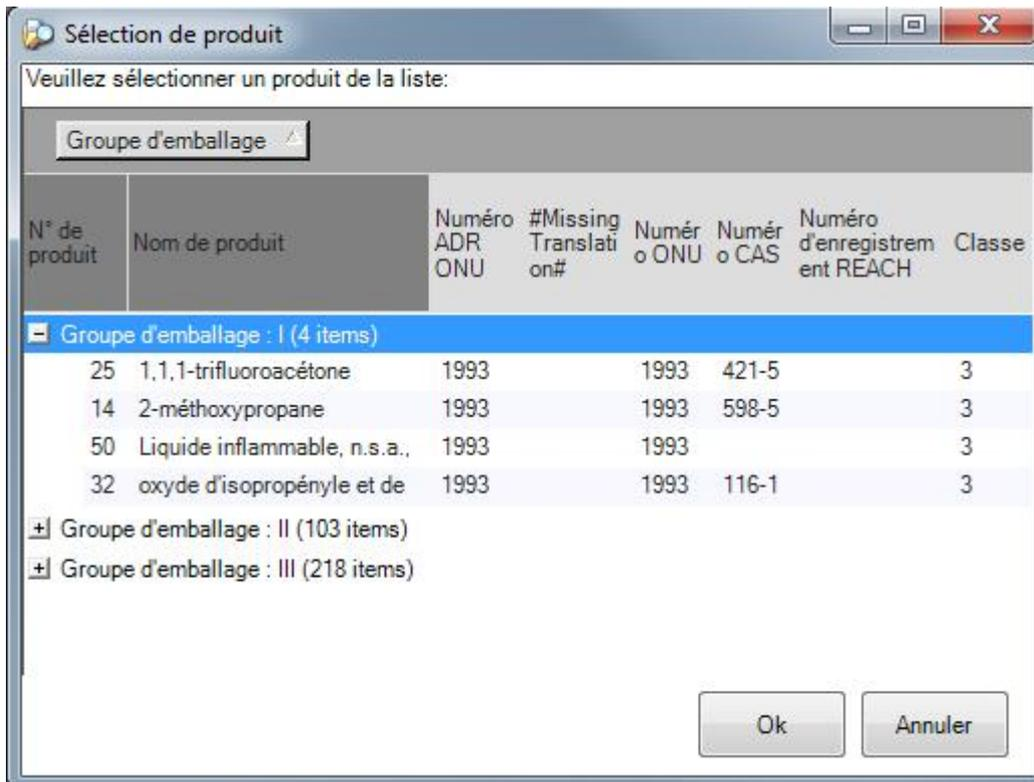 Sélection de produit
Veuillez sélectionner un produit de la liste:
Groupe d'emballage
N° de produit Nom de produit Numéro ADR ONU #Missing Translati on# Numér o ONU Numér o CAS Numéro d'enregistrem ent REACH Classe
Groupe d'emballage : I (4 items)
25 1,1,1-trifluoroacétone 1993 1993 421-5 3
14 2-méthoxypropane 1993 1993 598-5 3
50 Liquide inflammable, n.s.a., 1993 1993 3
32 oxyde d'isopropényle et de 1993 1993 116-1 3
Groupe d'emballage : II (103 items)
Groupe d'emballage : III (218 items)
Ok Annuler